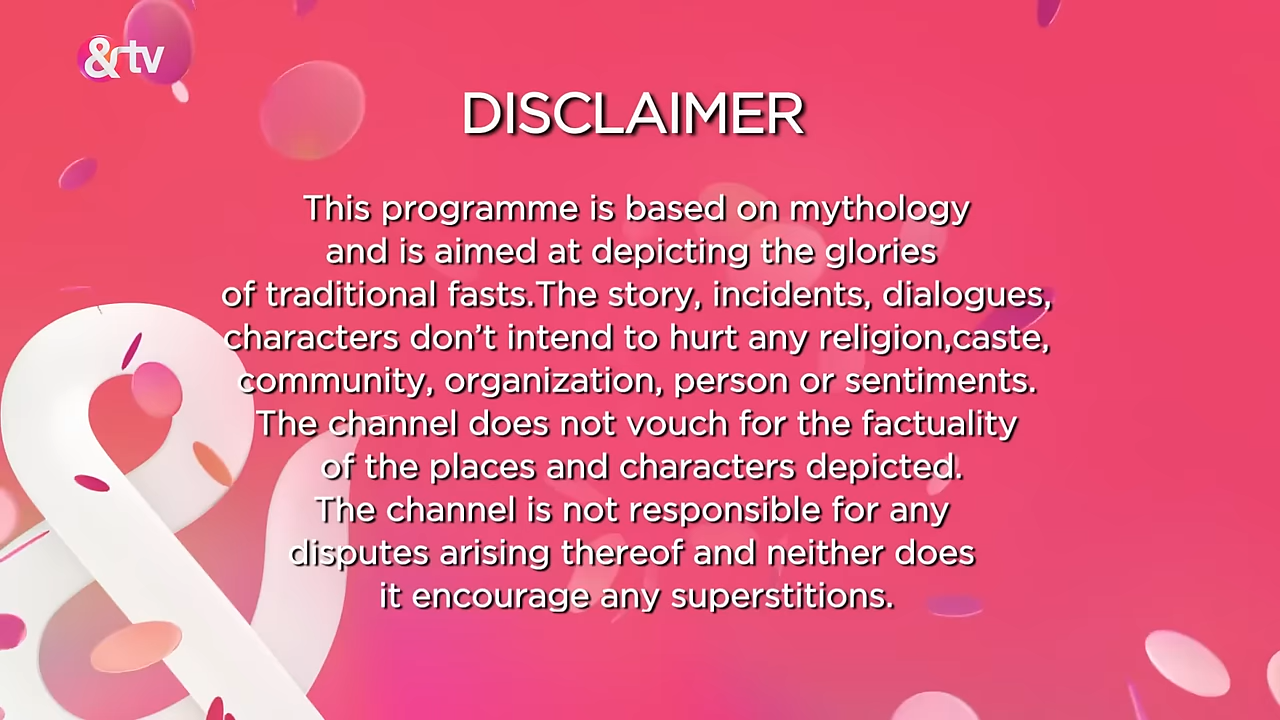 &tv
DISCLAIMER
This programme is based on mythology
and is aimed at depicting the glories
of traditional fasts.The story, incidents, dialogues,
characters don’t intend to hurt any religion,caste,
community, organization, person or sentiments.
The channel does not vouch for the factuality
of the places and characters depicted.
The channel is not responsible for any
disputes arising thereof and neither does
it encourage any superstitions.